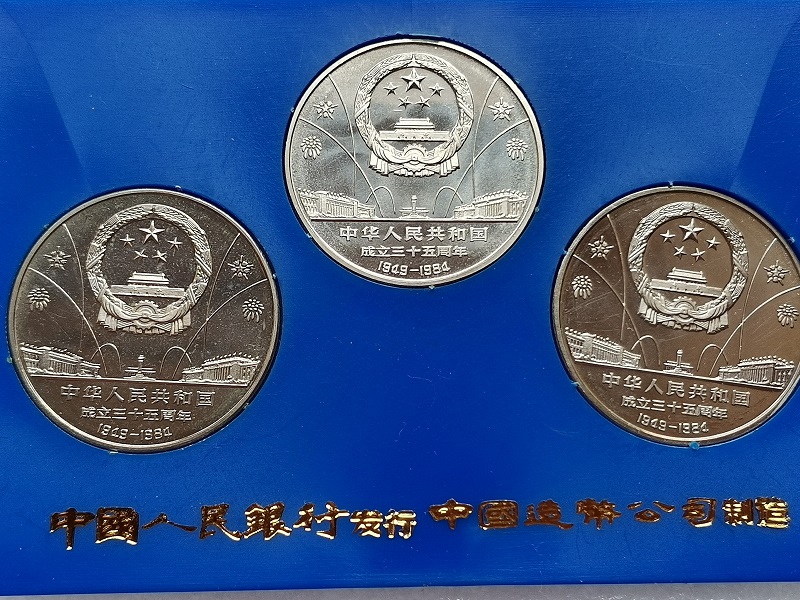 中华人民共和国
成立三十五周年
1949-1984
中华人民共和国
成立三十五周年
1949-1984
中华人民共和国
成立三十五周年
1949-1984
中國人民銀行发行 中國造幣公司制造